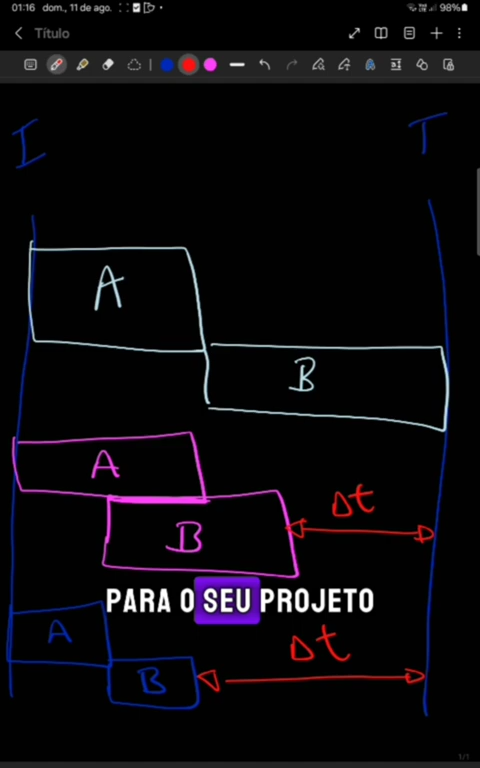 01:16 dom., 11 de ago.
98%
Título
I T
A
B
A
Δt
B
PARA O SEU PROJETO
A
Δt
B
1/1